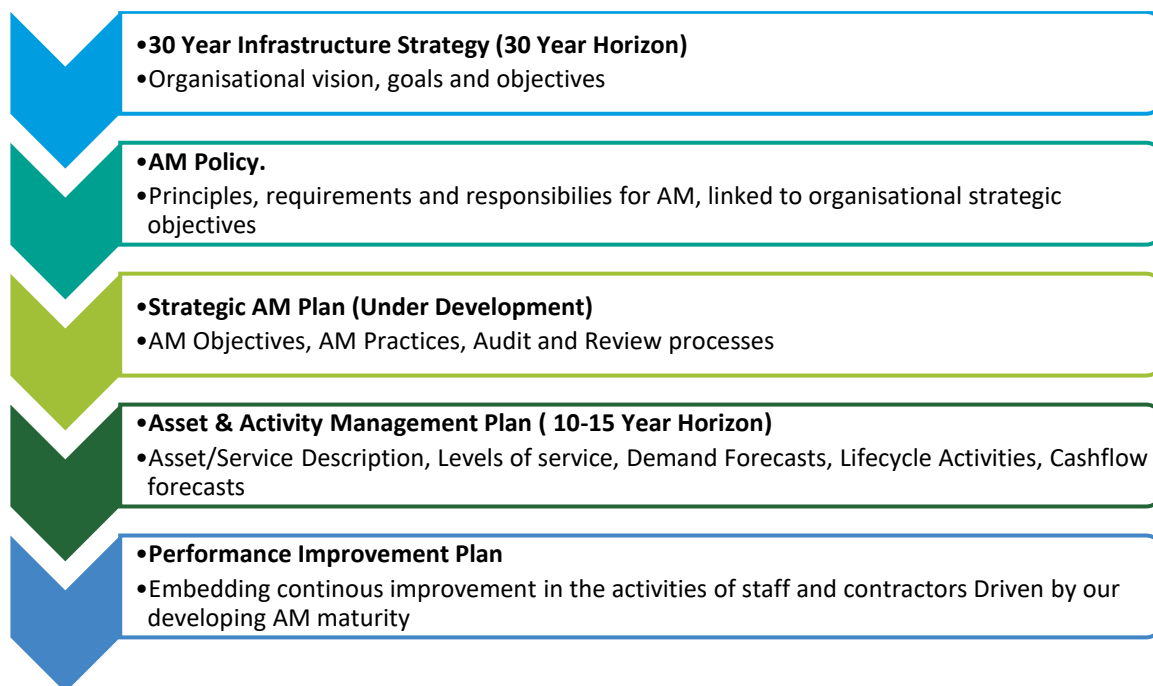 •30 Year Infrastructure Strategy (30 Year Horizon)
•Organisational vision, goals and objectives
•AM Policy.
•Principles, requirements and responsibilies for AM, linked to organisational strategic
objectives
•Strategic AM Plan (Under Development)
•AM Objectives, AM Practices, Audit and Review processes
•Asset & Activity Management Plan ( 10-15 Year Horizon)
•Asset/Service Description, Levels of service, Demand Forecasts, Lifecycle Activities, Cashflow
forecasts
•Performance Improvement Plan
•Embedding continous improvement in the activities of staff and contractors Driven by our
developing AM maturity